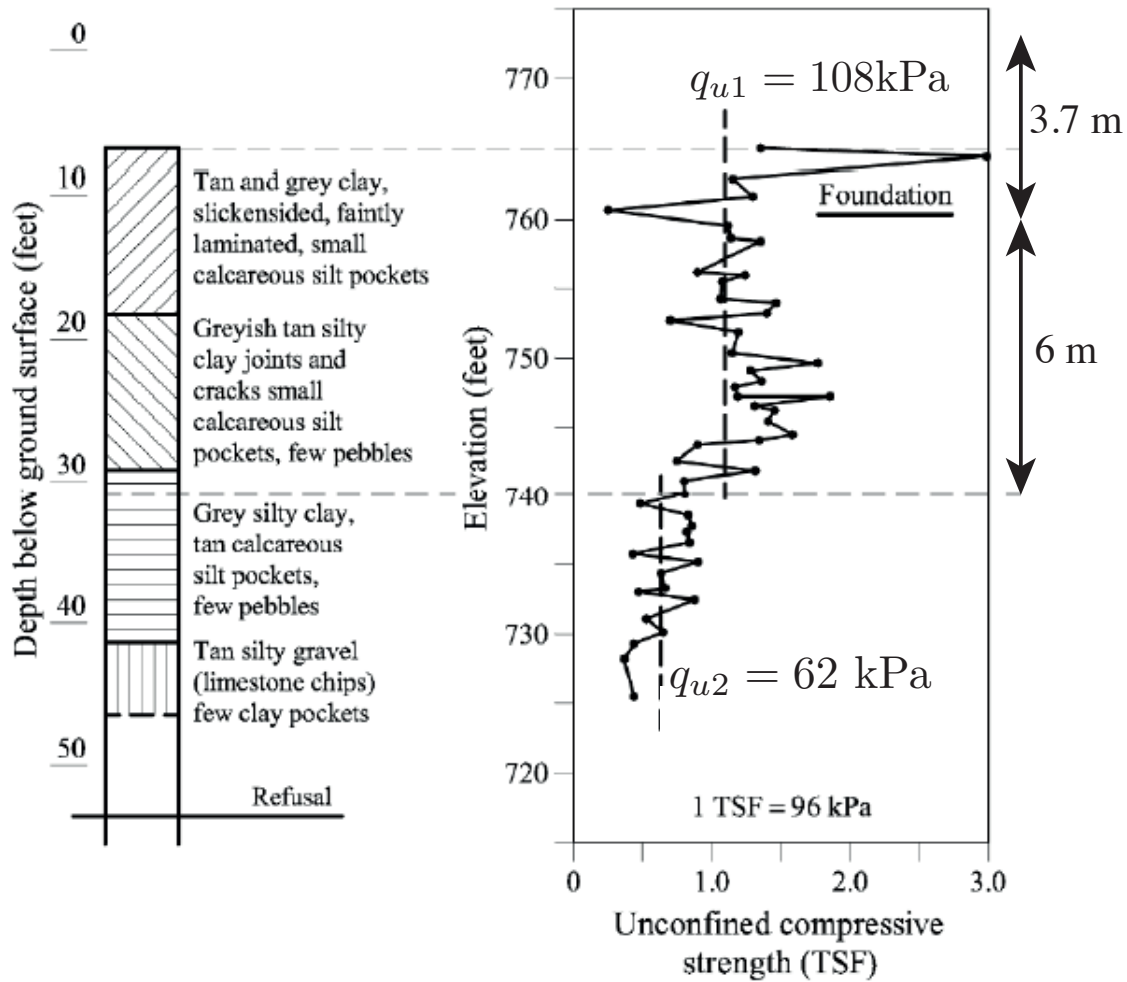 Depth below ground surface (feet)
0
10
20
30
40
50
Tan and grey clay,
slickensided, faintly
laminated, small
calcareous silt pockets
Greyish tan silty
clay joints and
cracks small
calcareous silt
pockets, few pebbles
Grey silty clay,
tan calcareous
silt pockets,
few pebbles
Tan silty gravel
(limestone chips)
few clay pockets
Refusal
Elevation (feet)
770
760
750
740
730
720
q_{u1} = 108kPa
Foundation
q_{u2} = 62 kPa
1 TSF = 96 kPa
0
1.0
2.0
3.0
Unconfined compressive
strength (TSF)
3.7 m
6 m